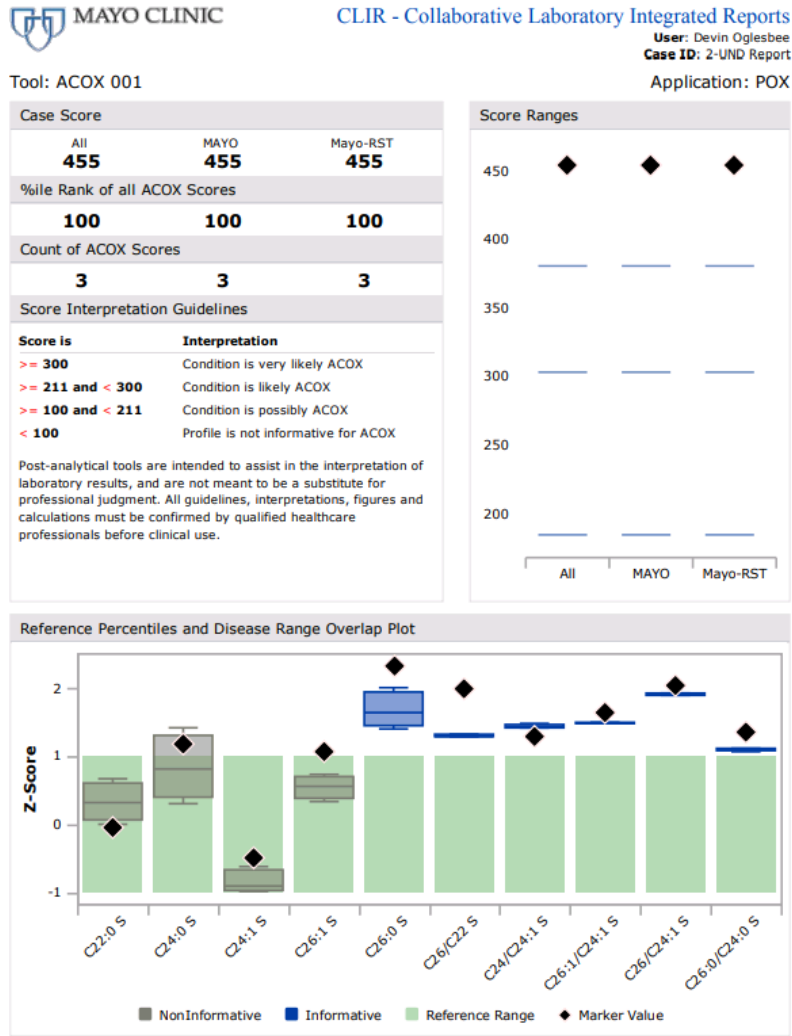 MAYO CLINIC
CLIR - Collaborative Laboratory Integrated Reports
User: Devin Oglesbee
Case ID: 2-UND Report
Tool: ACOX 001
Application: POX
Case Score
All MAYO Mayo-RST
455 455 455
%ile Rank of all ACOX Scores
100 100 100
Count of ACOX Scores
3 3 3
Score Interpretation Guidelines
Score is Interpretation
>= 300 Condition is very likely ACOX
>= 211 and < 300 Condition is likely ACOX
>= 100 and < 211 Condition is possibly ACOX
< 100 Profile is not informative for ACOX
Post-analytical tools are intended to assist in the interpretation of
laboratory results, and are not meant to be a substitute for
professional judgment. All guidelines, interpretations, figures and
calculations must be confirmed by qualified healthcare
professionals before clinical use.
Score Ranges
450
400
350
300
250
200
All MAYO Mayo-RST
Reference Percentiles and Disease Range Overlap Plot
Z-Score
2
1
0
-1
C22:0 S
C24:0 S
C24:1 S
C26:1 S
C26:0 S
C26/C22 S
C24/C24:1 S
C26:1/C24:1 S
C26/C24:1 S
C26:0/C24:0 S
NonInformative Informative Reference Range Marker Value